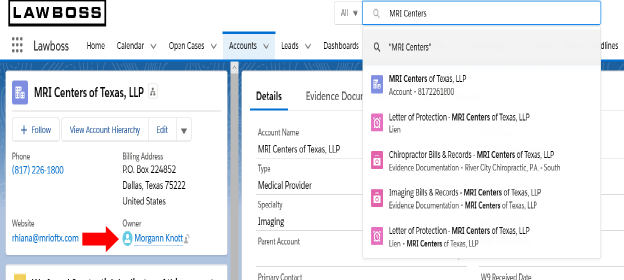 LAWBOSS
All
MRI Centers
Lawboss
Home
Calendar
Open Cases
Accounts
Leads
Dashboards
"MRI Centers"
MRI Centers of Texas, LLP
Account • 8172261800
Letter of Protection - MRI Centers of Texas, LLP
Lien
Chiropractor Bills & Records - MRI Centers of Texas, LLP
Evidence Documentation • River City Chiropractic, P.A. - South
Imaging Bills & Records - MRI Centers of Texas, LLP
Evidence Documentation • MRI Centers of Texas, LLP
Letter of Protection - MRI Centers of Texas, LLP
Lien • MRI Centers of Texas, LLP
MRI Centers of Texas, LLP
+ Follow
View Account Hierarchy
Edit
Phone
(817) 226-1800
Billing Address
P.O. Box 224852
Dallas, Texas 75222
United States
Website
rhiana@mrioftx.com
Owner
Morgann Knott
Details
Evidence Docu
Account Name
MRI Centers of Texas, LLP
Type
Medical Provider
Specialty
Imaging
Parent Account
Primary Contact
W9 Received Date